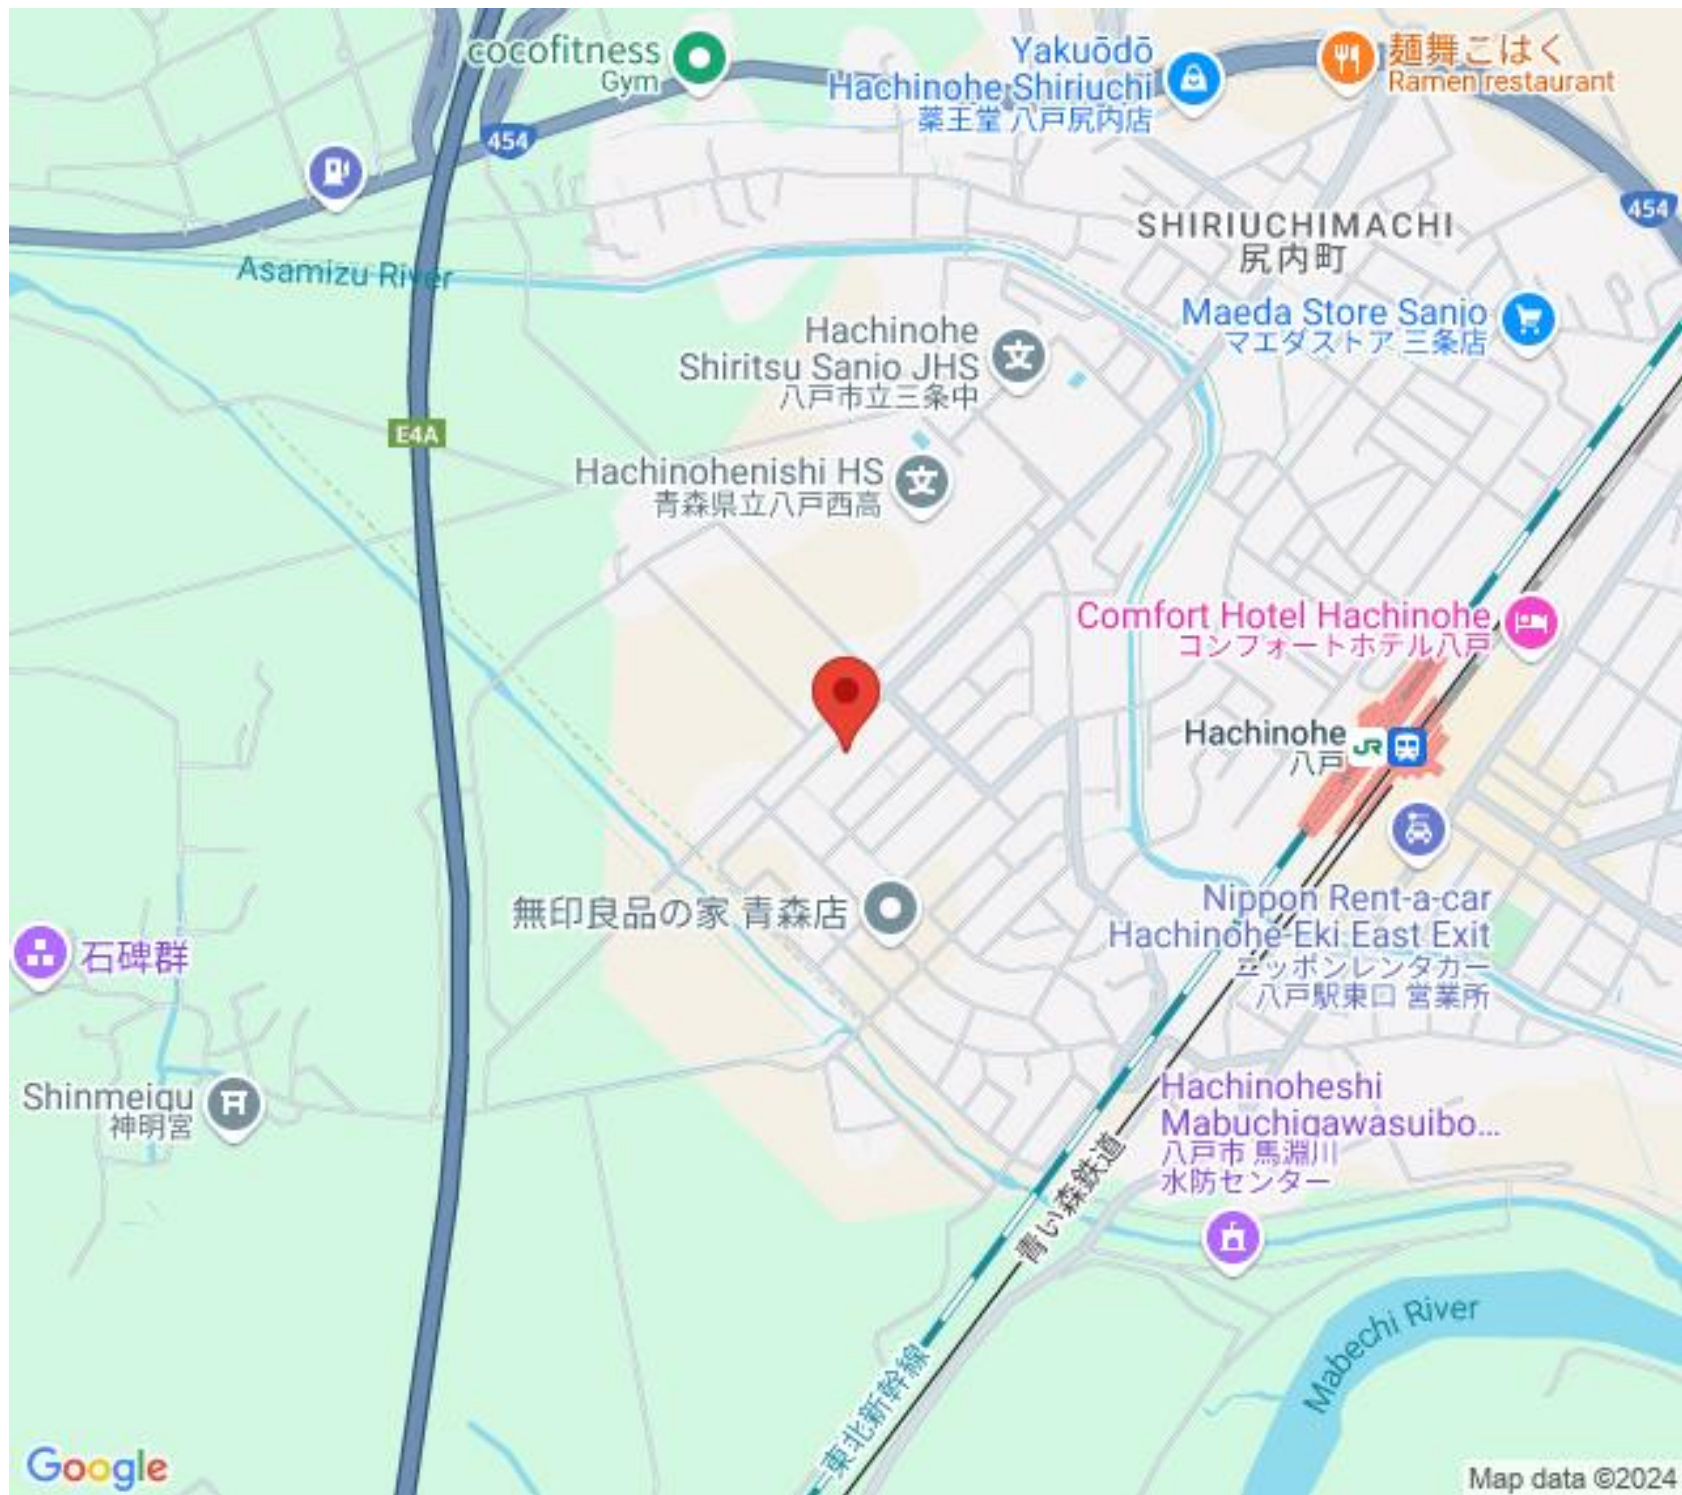 cocofitness
Gym
Yakuōdō
Hachinohe Shiriuchi
薬王堂 八戸尻内店
麺舞こはく
Ramen restaurant
454
454
SHIRIUCHIMACHI
尻内町
Asamizu River
Hachinohe
Shiritsu Sanjo JHS
八戸市立三条中
文
Maeda Store Sanjo
マエダストア 三条店
E4A
Hachinohenishi HS
青森県立八戸西高
文
Comfort Hotel Hachinohe
コンフォートホテル八戸
Hachinohe
八戸
JR
無印良品の家 青森店
Nippon Rent-a-car
Hachinohe-Eki East Exit
ニッポンレンタカー
八戸駅東口 営業所
石碑群
Shinmeigu
神明宮
Hachinoheshi
Mabuchigawasuibo...
八戸市 馬淵川
水防センター
青い森鉄道
Mabechi River
東北新幹線
Google
Map data ©2024